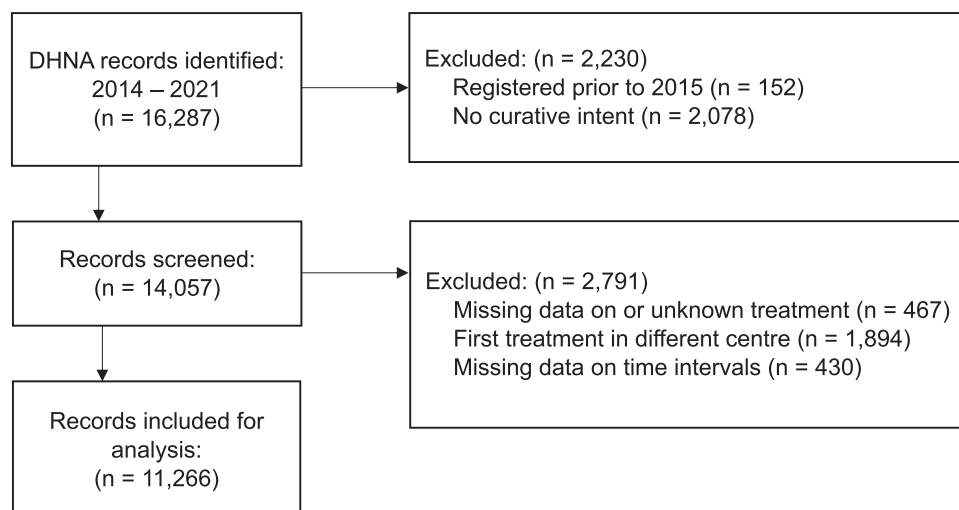 DHNA records identified:
2014 – 2021
(n = 16,287)
Excluded: (n = 2,230)
Registered prior to 2015 (n = 152)
No curative intent (n = 2,078)
Records screened:
(n = 14,057)
Excluded: (n = 2,791)
Missing data on or unknown treatment (n = 467)
First treatment in different centre (n = 1,894)
Missing data on time intervals (n = 430)
Records included for
analysis:
(n = 11,266)